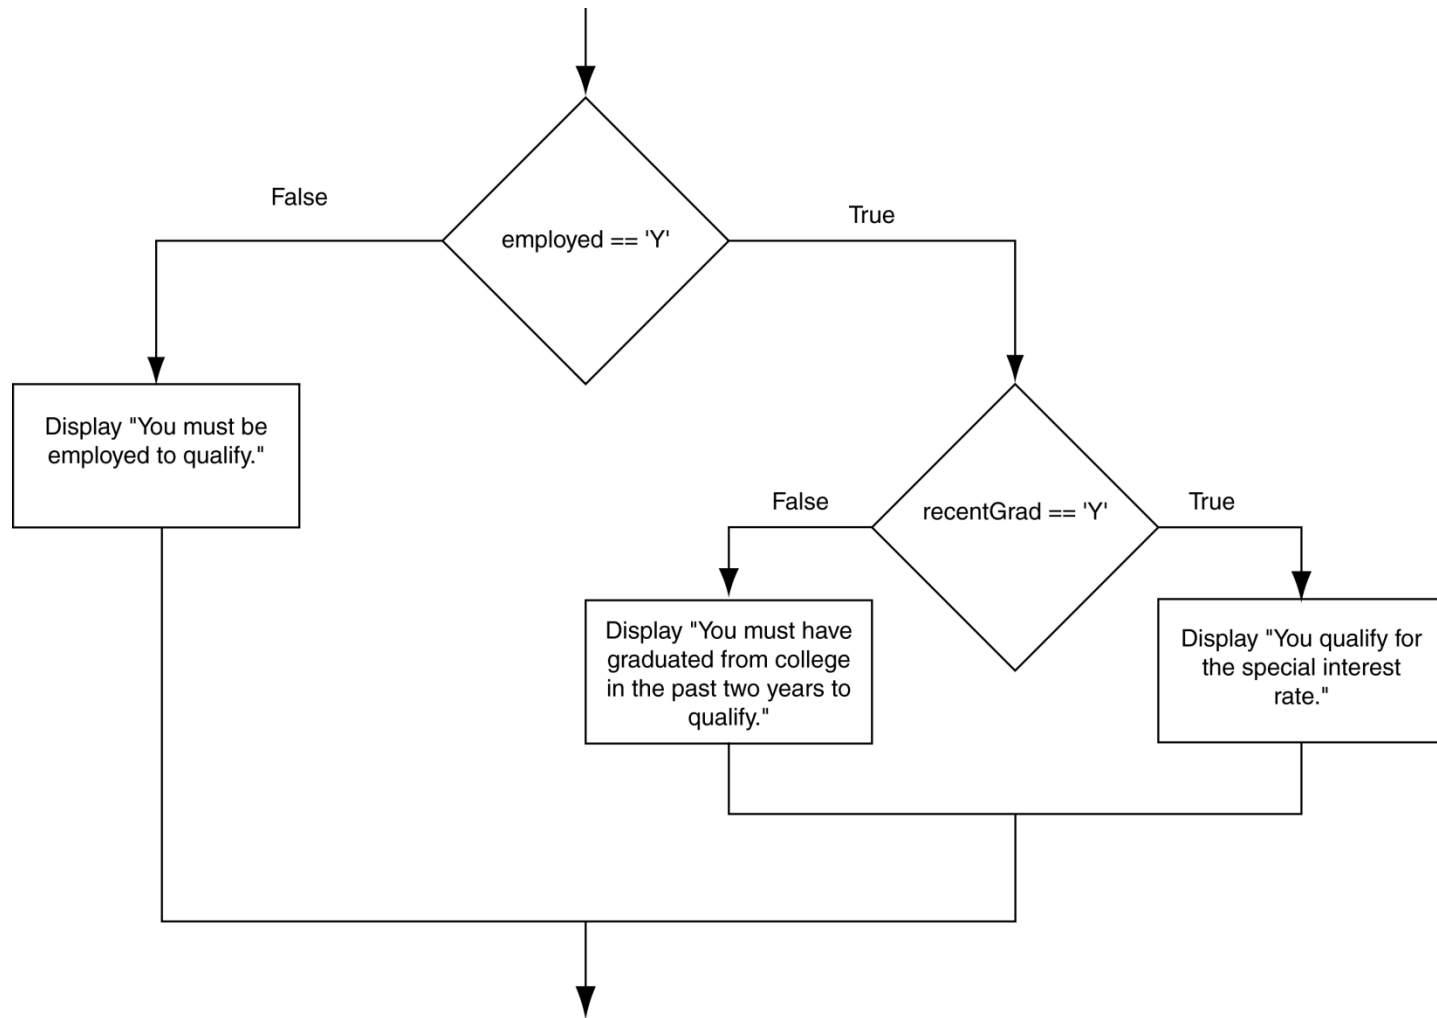 False
True
employed == 'Y'
Display "You must be
employed to qualify."
False
True
recentGrad == 'Y'
Display "You must have
graduated from college
in the past two years to
qualify."
Display "You qualify for
the special interest
rate."